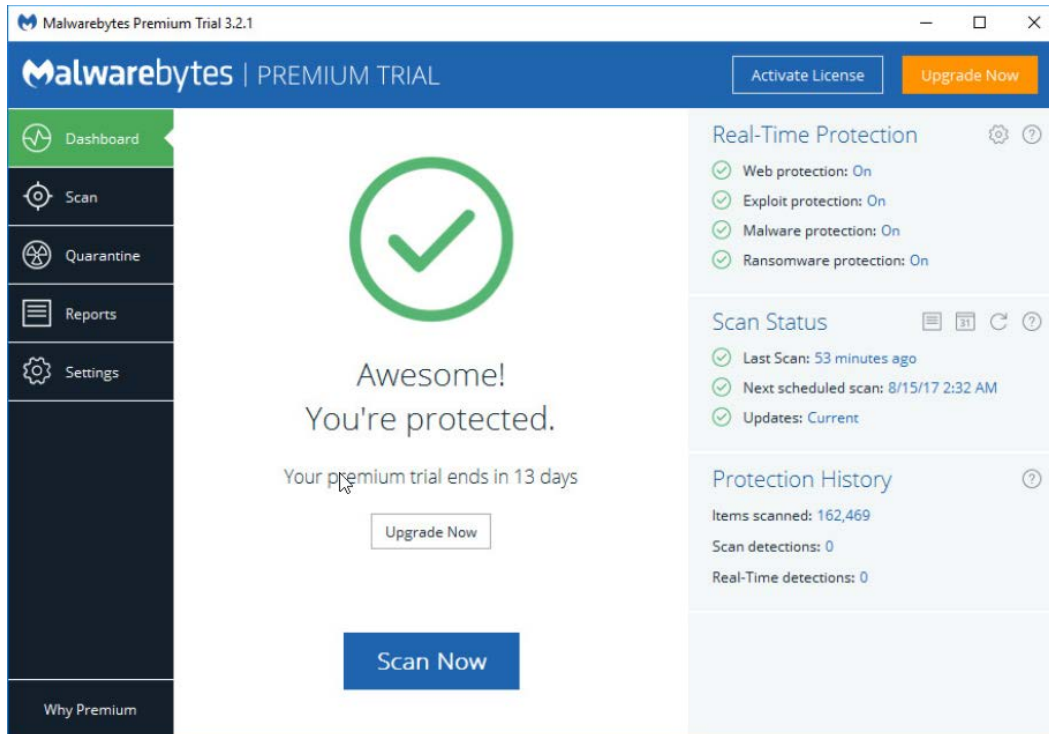 Malwarebytes Premium Trial 3.2.1
Malwarebytes | PREMIUM TRIAL
Activate License
Upgrade Now
Dashboard
Scan
Quarantine
Reports
Settings
Why Premium
Awesome!
You're protected.
Your premium trial ends in 13 days
Upgrade Now
Scan Now
Real-Time Protection
Web protection: On
Exploit protection: On
Malware protection: On
Ransomware protection: On
Scan Status
31
Last Scan: 53 minutes ago
Next scheduled scan: 8/15/17 2:32 AM
Updates: Current
Protection History
Items scanned: 162,469
Scan detections: 0
Real-Time detections: 0